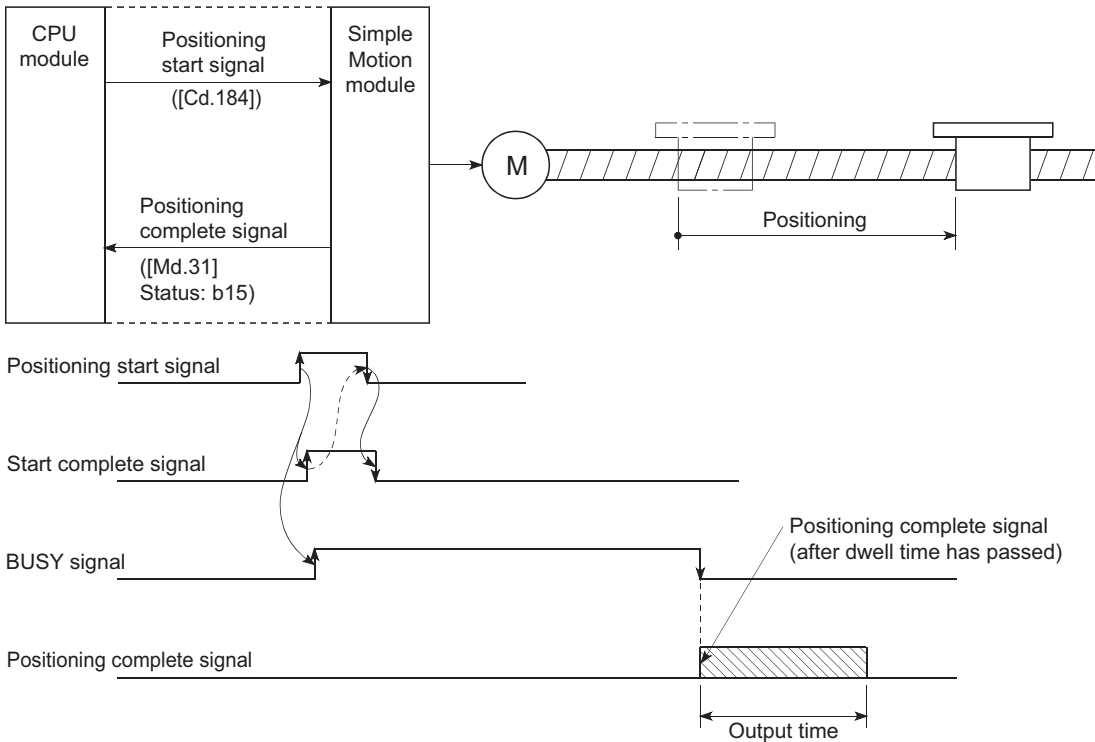 CPU
module
Positioning
start signal
([Cd.184])
Simple
Motion
module
Positioning
complete signal
([Md.31]
Status: b15)
M
Positioning
Positioning start signal
Start complete signal
BUSY signal
Positioning complete signal
(after dwell time has passed)
Positioning complete signal
Output time